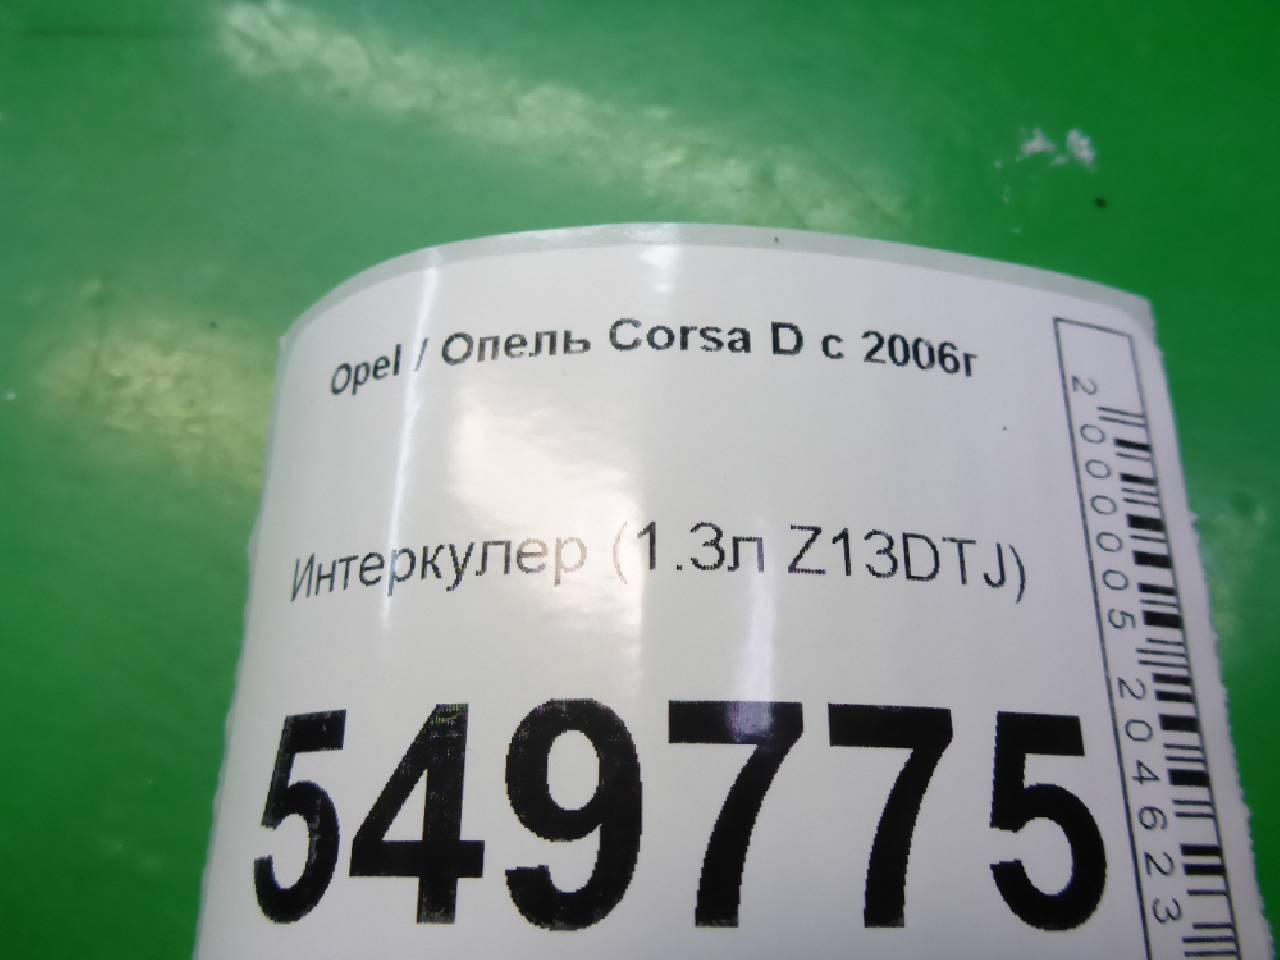 Opel / Опель Corsa D с 2006г
Интеркулер (1.3л Z13DTJ)
549775
2000005204623